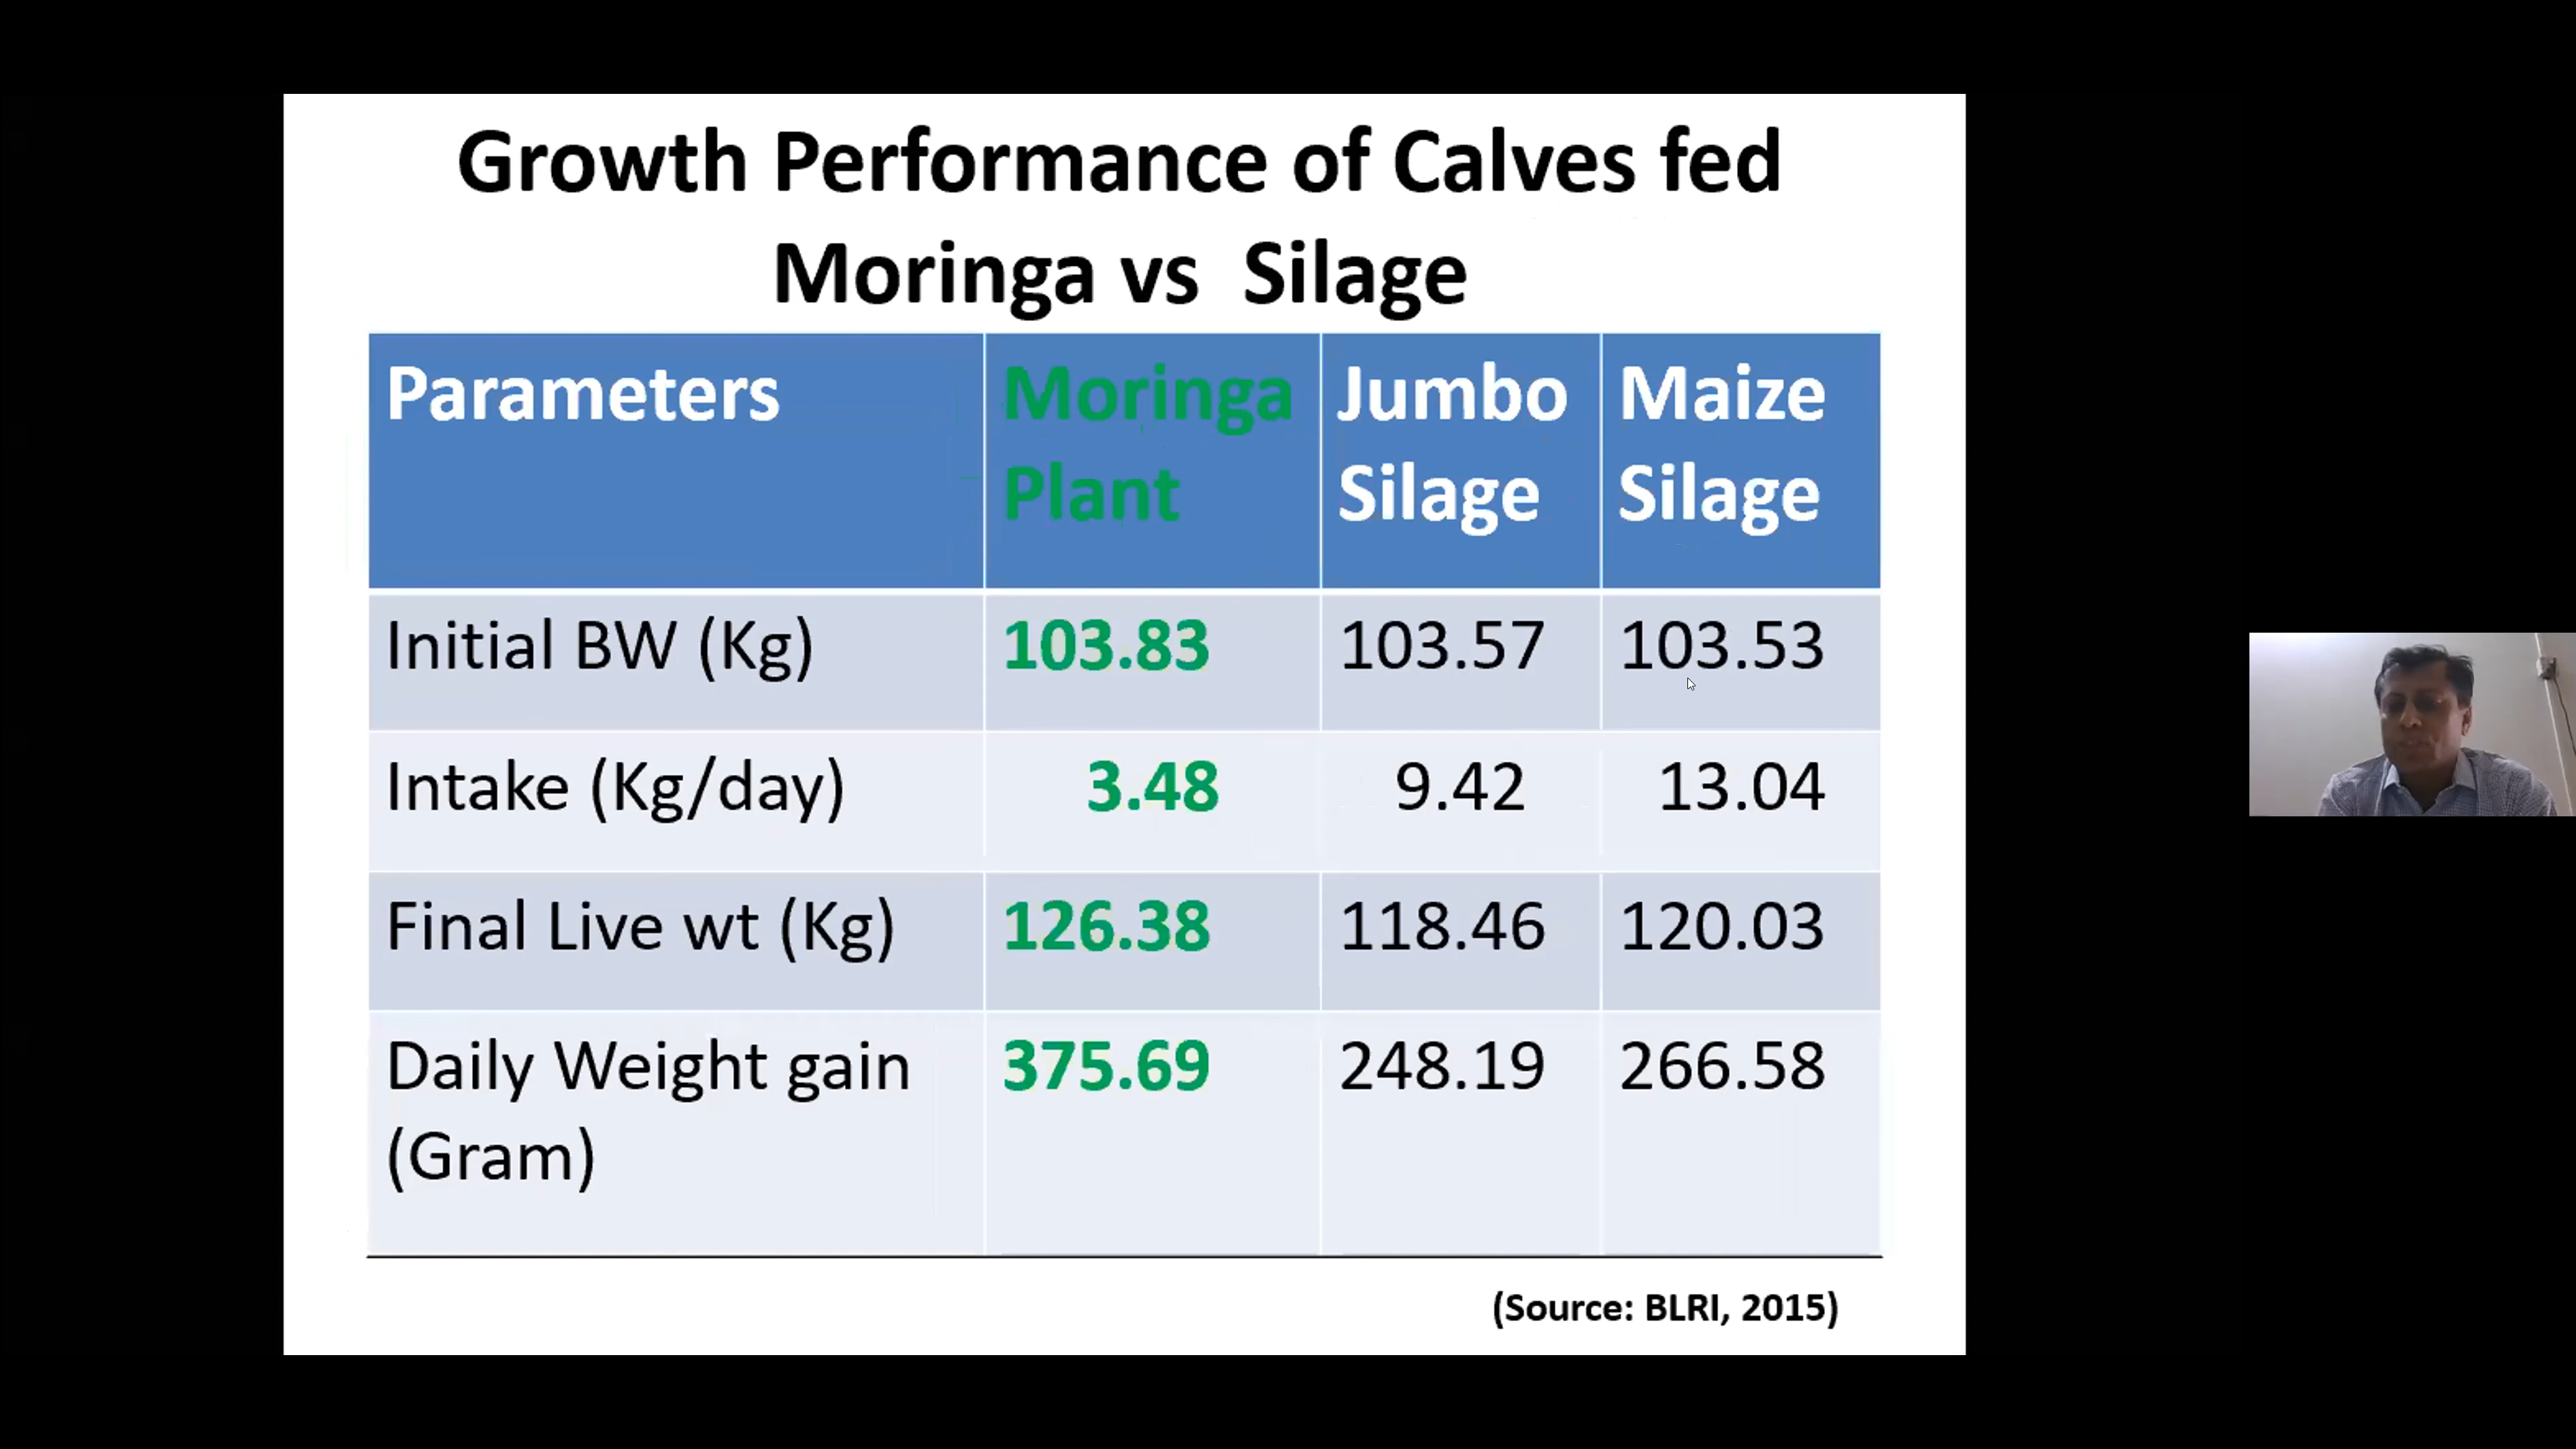 Growth Performance of Calves fed
Moringa vs Silage
Parameters Moringa Plant Jumbo Silage Maize Silage
Initial BW (Kg) 103.83 103.57 103.53
Intake (Kg/day) 3.48 9.42 13.04
Final Live wt (Kg) 126.38 118.46 120.03
Daily Weight gain (Gram) 375.69 248.19 266.58
(Source: BLRI, 2015)